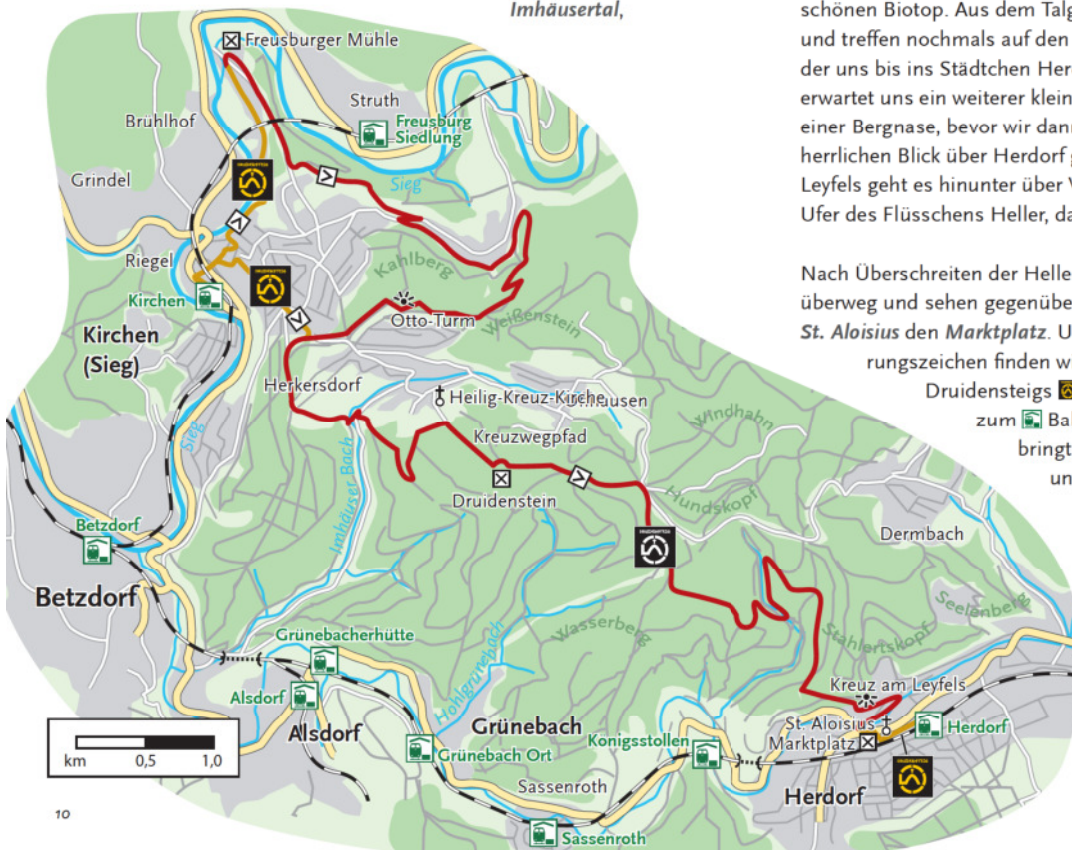 Imhäusertal,
schönen Biotop. Aus dem Talg
und treffen nochmals auf den
der uns bis ins Städtchen Herd
erwartet uns ein weiterer klein
einer Bergnase, bevor wir dann
herrlichen Blick über Herdorf g
Leyfels geht es hinunter über V
Ufer des Flüsschens Heller, da
Nach Überschreiten der Helle
überweg und sehen gegenübe
St. Aloisius den Marktplatz. U
rungszeichen finden w
Druidensteigs
zum Bal
bringt
un
Freusburger Mühle
Struth
Brühlhof
Freusburg
Siedlung
Grindel
Sieg
Riegel
Kahlberg
Kirchen
Otto-Turm
Weißenstein
Kirchen
(Sieg)
Herkersdorf
Heilig-Kreuz-Kirche
Windhahn
Kreuzwegpfad
Sieg
Druidenstein
Hundskopf
Imhäuser Bach
Dermbach
Betzdorf
Betzdorf
Seelenberg
Wasserberg
Stahlertskopf
Grünebacherhütte
Hohlgrünebach
Alsdorf
Kreuz am Leyfels
Alsdorf
Grünebach
St. Aloisius
Herdorf
Königsstollen
Marktplatz
Grünebach Ort
km 0,5 1,0
Sassenroth
Herdorf
Sassenroth
10